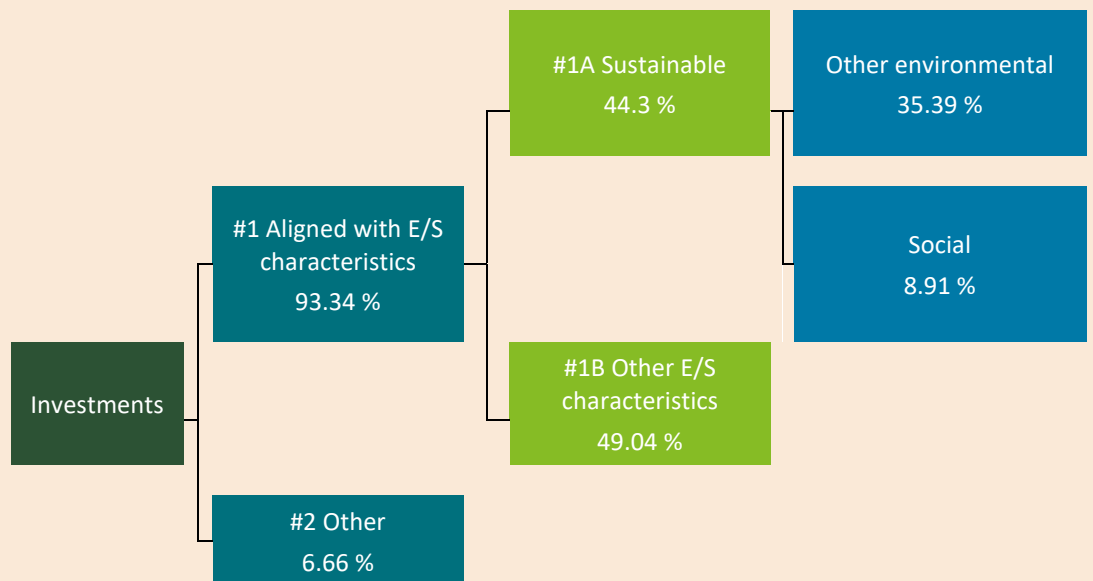 #1A Sustainable
44.3 %
Other environmental
35.39 %
#1 Aligned with E/S
characteristics
93.34 %
Social
8.91 %
Investments
#1B Other E/S
characteristics
49.04 %
#2 Other
6.66 %